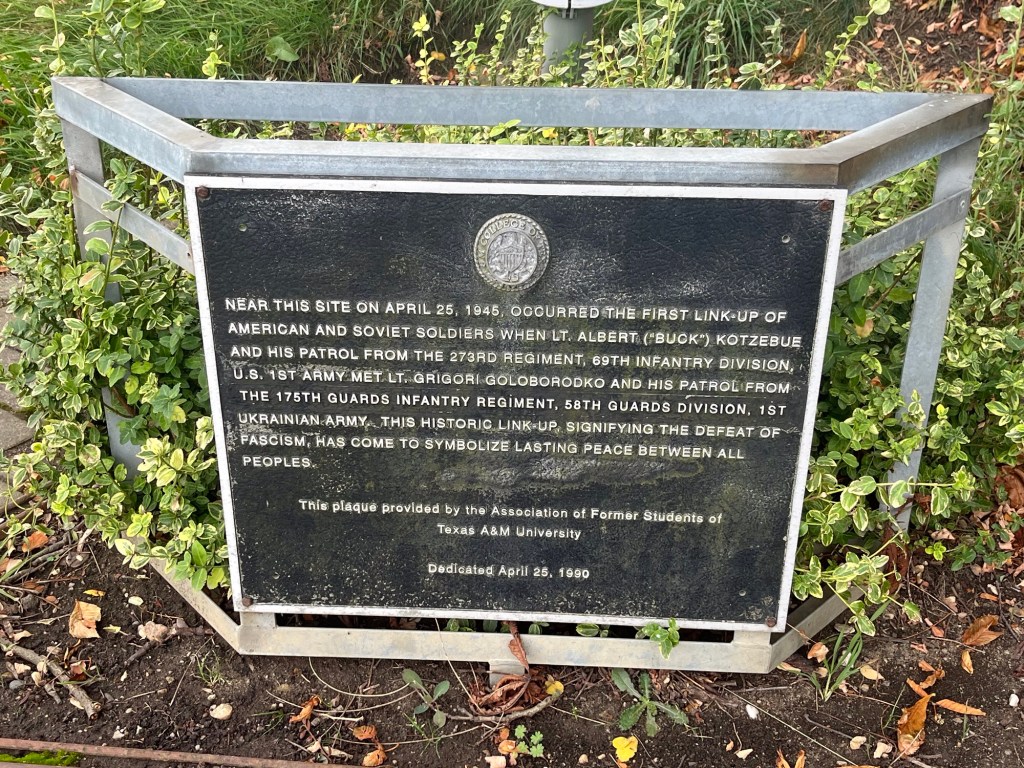 COLLEGE OF
NEAR THIS SITE ON APRIL 25, 1945, OCCURRED THE FIRST LINK-UP OF
AMERICAN AND SOVIET SOLDIERS WHEN LT. ALBERT ("BUCK") KOTZEBUE
AND HIS PATROL FROM THE 273RD REGIMENT, 69TH INFANTRY DIVISION,
U.S. 1ST ARMY MET LT. GRIGORI GOLOBORODKO AND HIS PATROL FROM
THE 175TH GUARDS INFANTRY REGIMENT, 58TH GUARDS DIVISION, 1ST
UKRAINIAN ARMY. THIS HISTORIC LINK-UP, SIGNIFYING THE DEFEAT OF
FASCISM, HAS COME TO SYMBOLIZE LASTING PEACE BETWEEN ALL
PEOPLES.
This plaque provided by the Association of Former Students of
Texas A&M University
Dedicated April 25, 1990